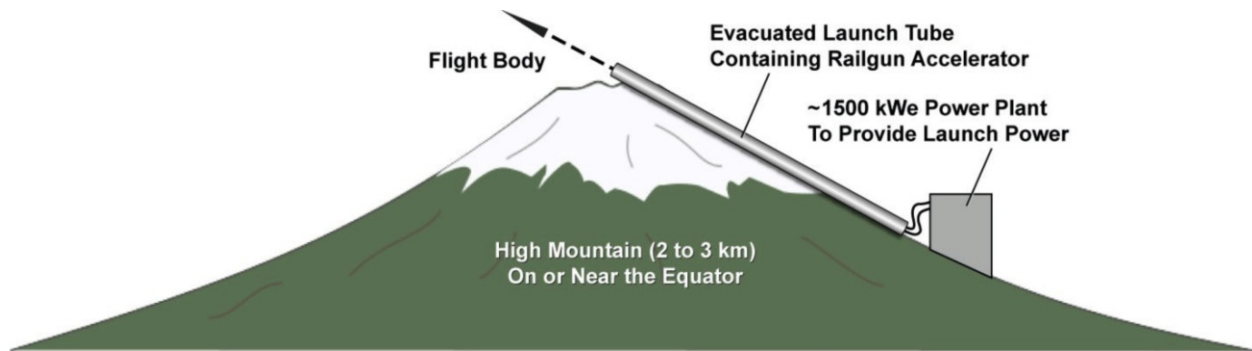 Flight Body
Evacuated Launch Tube
Containing Railgun Accelerator
~1500 kWe Power Plant
To Provide Launch Power
High Mountain (2 to 3 km)
On or Near the Equator